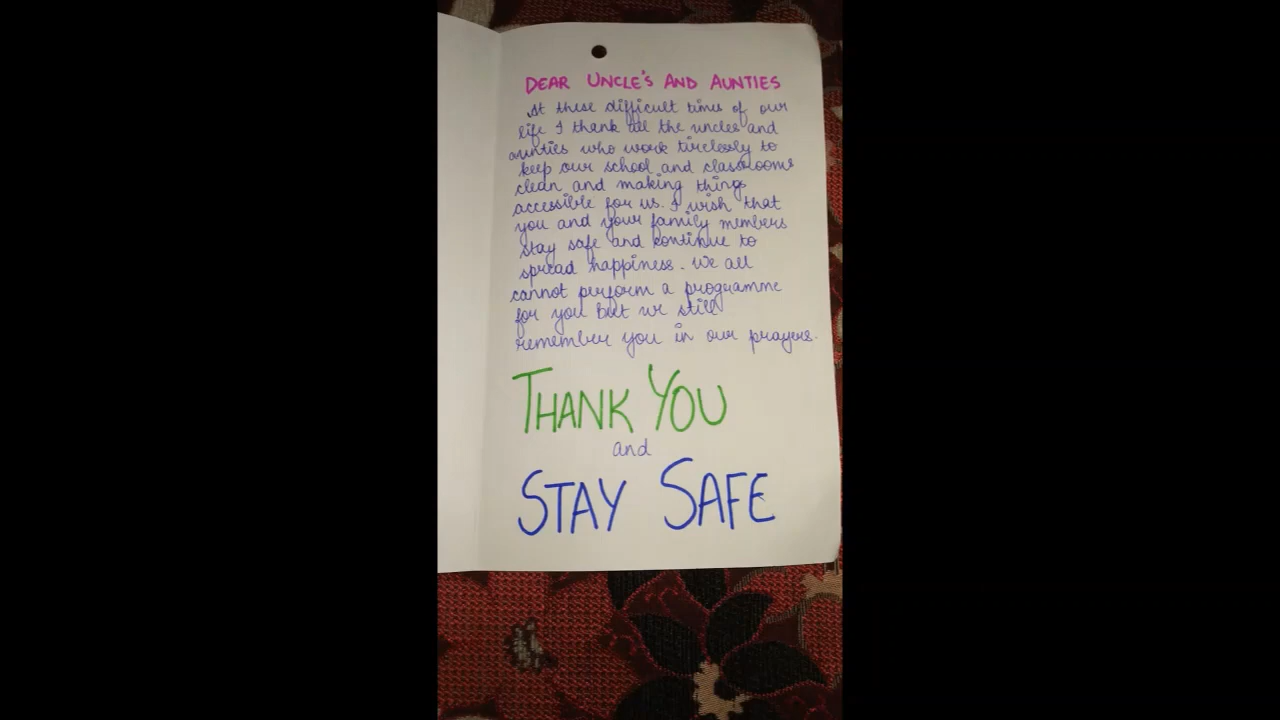 DEAR UNCLE'S AND AUNTIES
At these difficult times of our
life I thank all the uncles and
aunties who work tirelessly to
keep our school and classrooms
clean and making things
accessible for us. I wish that
you and your family members
stay safe and continue to
spread happiness. We all
cannot perform a programme
for you but we still
remember you in our prayers.
THANK YOU
and
STAY SAFE